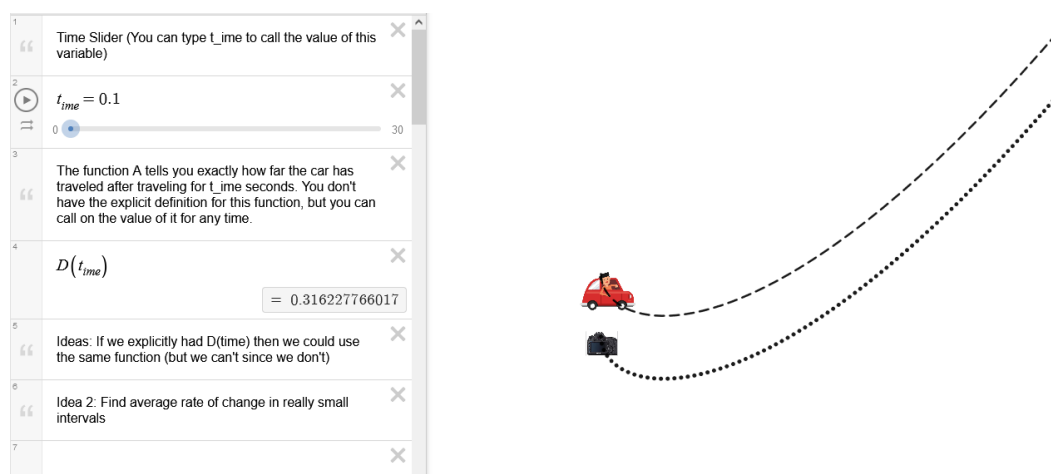 1
Time Slider (You can type t_ime to call the value of this
variable)
2
t_ime = 0.1
0 30
3
The function A tells you exactly how far the car has
traveled after traveling for t_ime seconds. You don't
have the explicit definition for this function, but you can
call on the value of it for any time.
4
D(t_ime)
= 0.316227766017
5
Ideas: If we explicitly had D(time) then we could use
the same function (but we can't since we don't)
6
Idea 2: Find average rate of change in really small
intervals
7